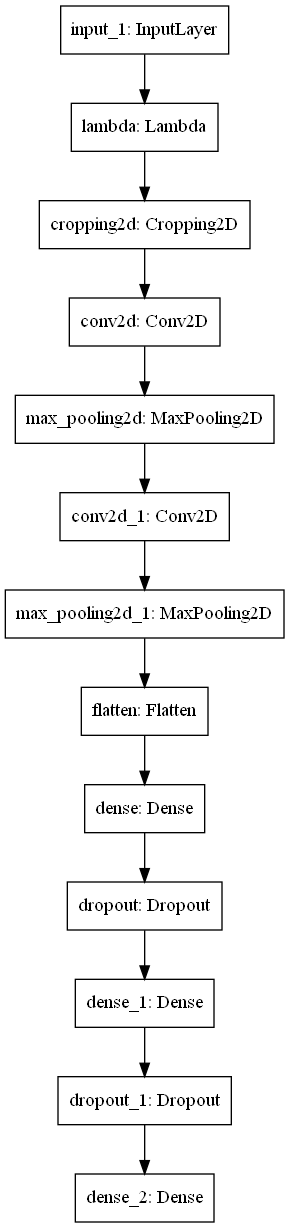 input_1: InputLayer
lambda: Lambda
cropping2d: Cropping2D
conv2d: Conv2D
max_pooling2d: MaxPooling2D
conv2d_1: Conv2D
max_pooling2d_1: MaxPooling2D
flatten: Flatten
dense: Dense
dropout: Dropout
dense_1: Dense
dropout_1: Dropout
dense_2: Dense